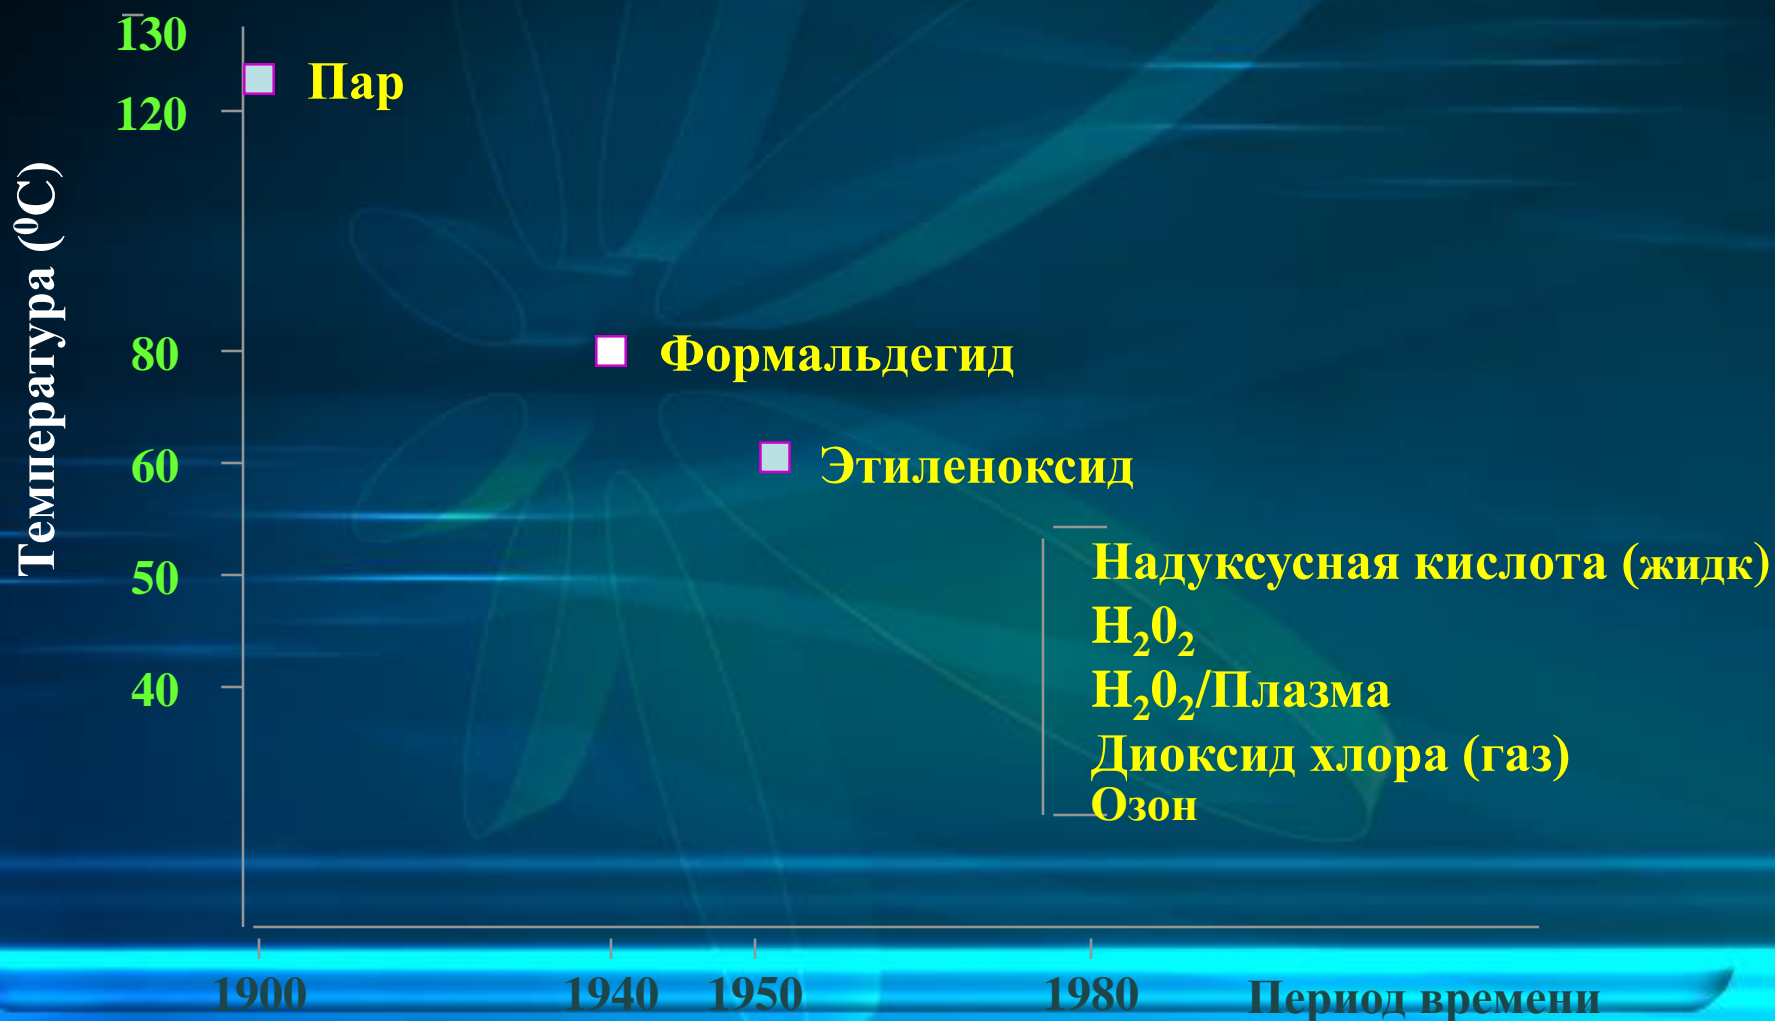 130
Пар
120
Температура (⁰C)
80
Формальдегид
60
Этиленоксид
50
Надуксусная кислота (жидк)
H₂0₂
40
H₂0₂/Плазма
Диоксид хлора (газ)
Озон
1900
1940
1950
1980
Период времени